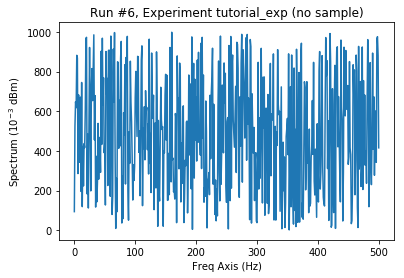 Run #6, Experiment tutorial_exp (no sample)
1000
800
600
400
200
0
Spectrum (10⁻³ dBm)
0 100 200 300 400 500
Freq Axis (Hz)